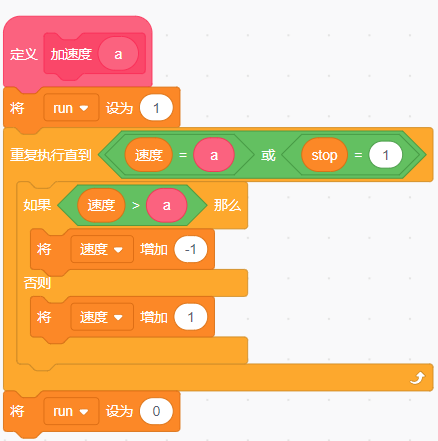 定义 加速度 a
将 run 设为 1
重复执行直到 速度 = a 或 stop = 1
如果 速度 > a 那么
将 速度 增加 -1
否则
将 速度 增加 1
将 run 设为 0